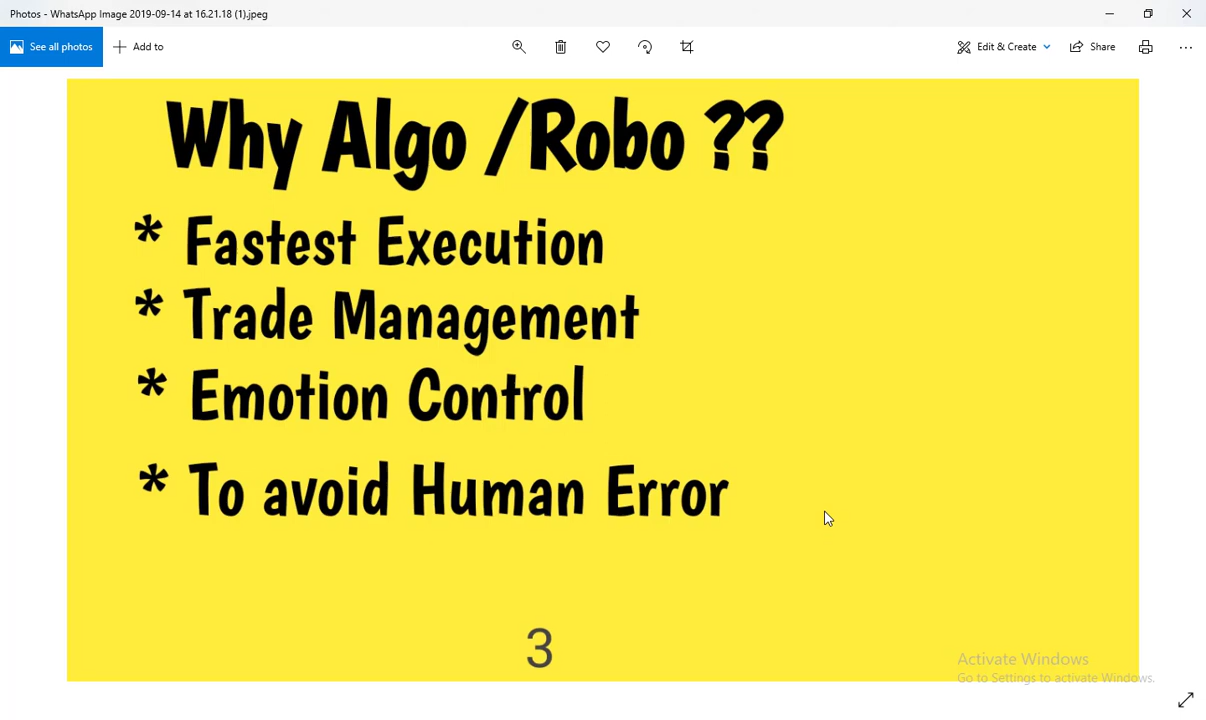 Photos - WhatsApp Image 2019-09-14 at 16.21.18 (1).jpeg
See all photos
Add to
Edit & Create
Share
Why Algo /Robo ??
* Fastest Execution
* Trade Management
* Emotion Control
* To avoid Human Error
3
Activate Windows
Go to Settings to activate Windows.